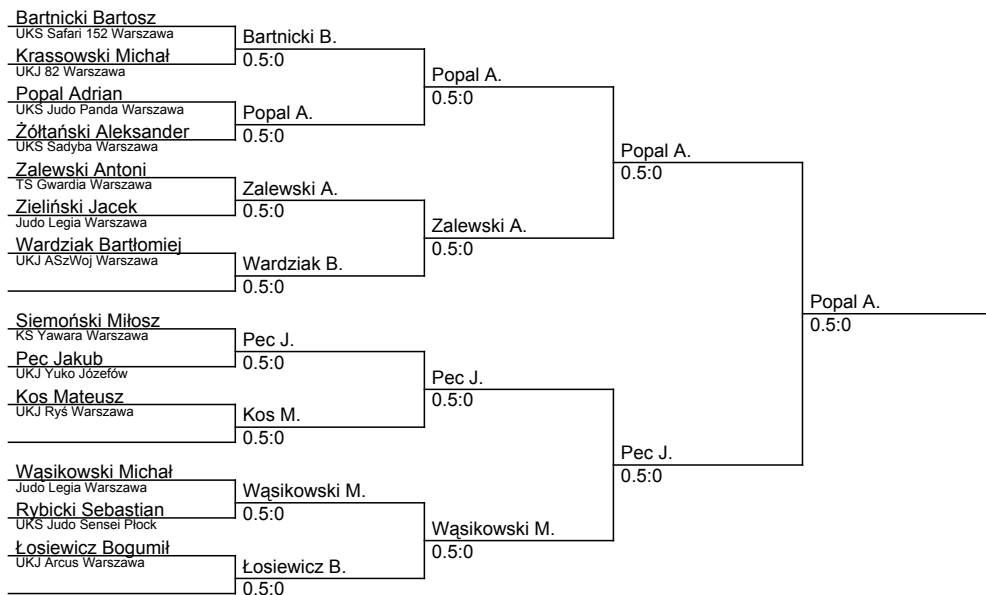 Bartnicki Bartosz
UKS Safari 152 Warszawa
Krassowski Michał
UKJ 82 Warszawa
Popal Adrian
UKS Judo Panda Warszawa
Żółtański Aleksander
UKS Sadyba Warszawa
Zalewski Antoni
TS Gwardia Warszawa
Zieliński Jacek
Judo Legia Warszawa
Wardziak Bartłomiej
UKJ ASzWoj Warszawa
Siemoński Miłosz
KS Yawara Warszawa
Pec Jakub
UKJ Yuko Józefów
Kos Mateusz
UKJ Ryś Warszawa
Wąsikowski Michał
Judo Legia Warszawa
Rybicki Sebastian
UKS Judo Sensei Płock
Łosiewicz Bogumił
UKJ Arcus Warszawa
Bartnicki B.
0.5:0
Popal A.
0.5:0
Zalewski A.
0.5:0
Wardziak B.
0.5:0
Pec J.
0.5:0
Kos M.
0.5:0
Wąsikowski M.
0.5:0
Łosiewicz B.
0.5:0
Popal A.
0.5:0
Zalewski A.
0.5:0
Pec J.
0.5:0
Wąsikowski M.
0.5:0
Popal A.
0.5:0
Pec J.
0.5:0
Popal A.
0.5:0